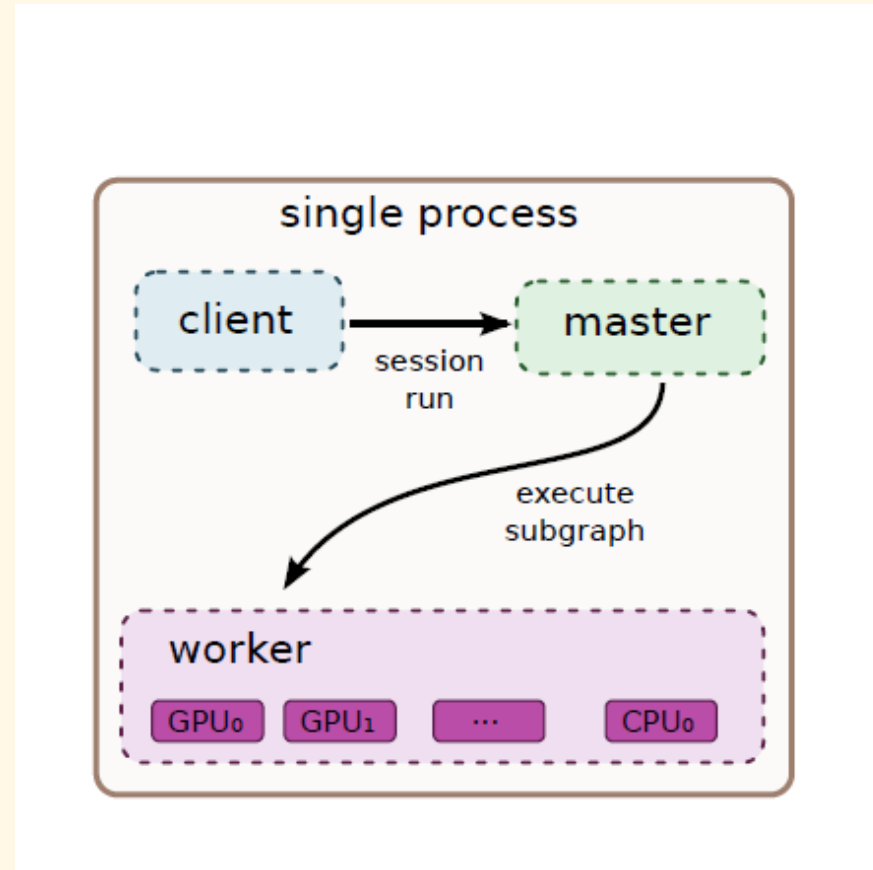 single process
client
master
session
run
execute
subgraph
worker
GPU₀
GPU₁
...
CPU₀